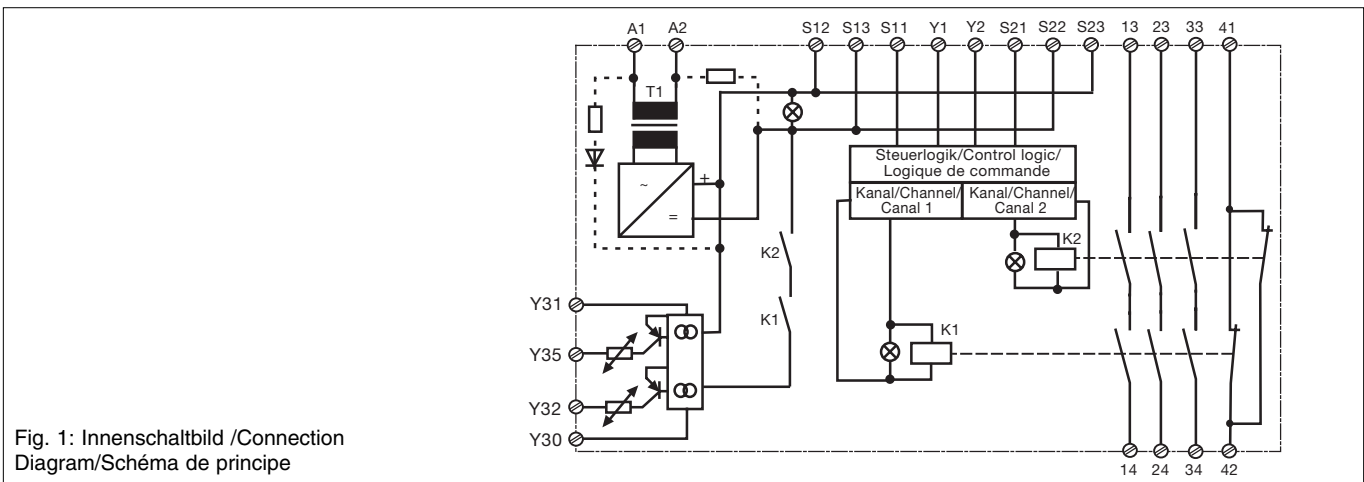 A1 A2 S12 S13 S11 Y1 Y2 S21 S22 S23 13 23 33 41
T1
Steuerlogik/Control logic/
Logique de commande
~
+
Kanal/Channel/
Canal 1
Kanal/Channel/
Canal 2
=
K2
K2
Y31
K1
K1
Y35
Y32
Y30
Fig. 1: Innenschaltbild /Connection
Diagram/Schéma de principe
14 24 34 42